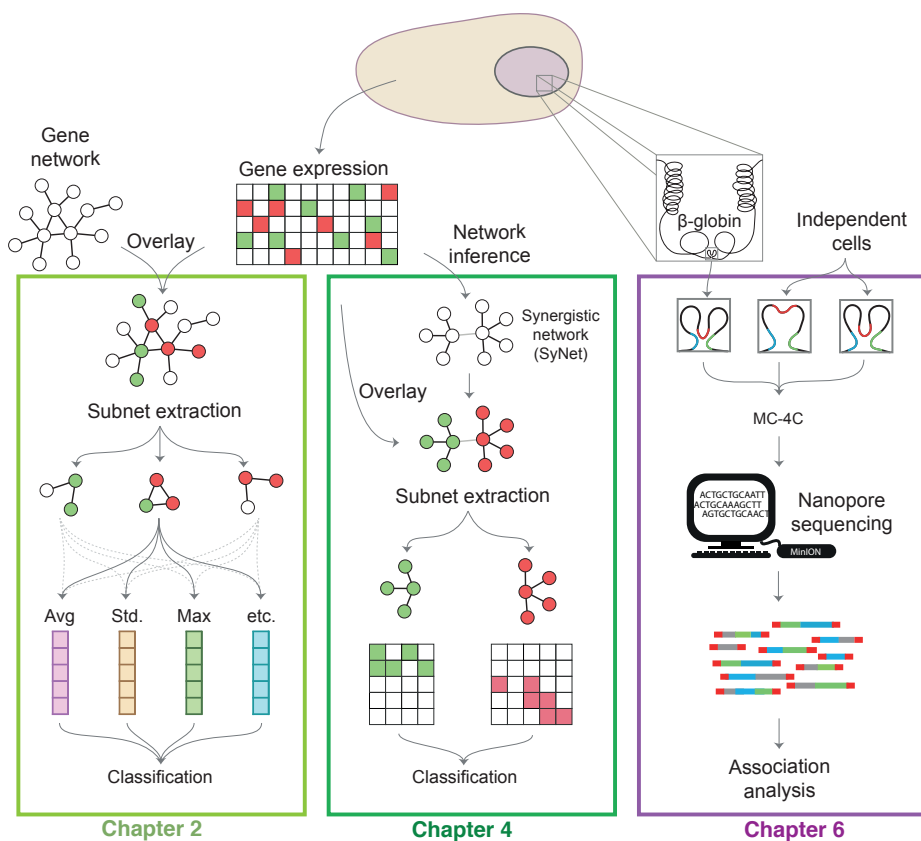 Gene
network
Gene expression
Overlay
Network
inference
β-globin
Independent
cells
Subnet extraction
Avg
Std.
Max
etc.
Classification
Chapter 2
Synergistic
network
(SyNet)
Overlay
Subnet extraction
Classification
Chapter 4
MC-4C
ACTGCTGCAATT
ACTGCAAAGCTT
AGTGCTGCAACT
MinION
Nanopore
sequencing
Association
analysis
Chapter 6